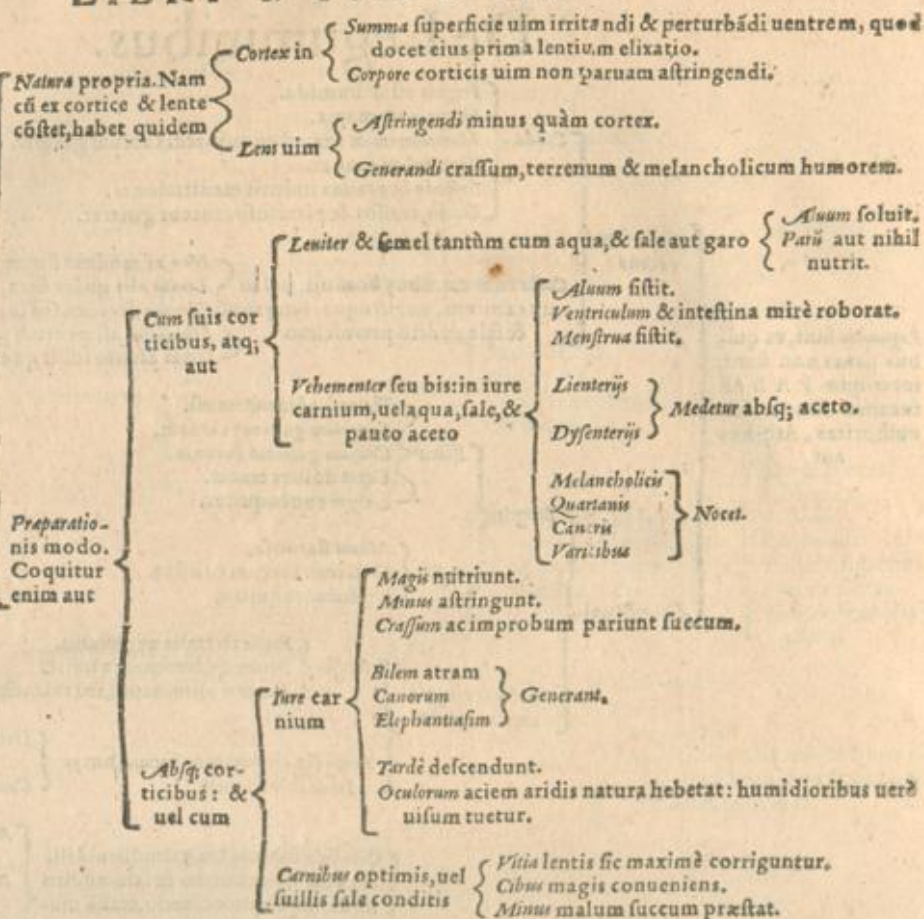 Natura propria. Nam
cū ex cortice & lente
cōſtet, habet quidem
Cortex in
Summa ſuperficie uim irritandi & perturbādi uentrem, quod
docet eius prima lentium elixatio.
Corpore corticis uim non paruam aſtringendi.
Lens uim
Aſtringendi minus quàm cortex.
Generandi craſſum, terrenum & melancholicum humorem.
Præparatio-
nis modo.
Coquitur
enim aut
Cum ſuis cor
ticibus, atq;
aut
Leuiter & ſemel tantùm cum aqua, & ſale aut garo
Aluum ſoluit.
Parū aut nihil
nutrit.
Vehementer ſeu bis: in iure
carnium, uel aqua, ſale, &
pauco aceto
Aluum ſiſtit.
Ventriculum & inteſtina mirè roborat.
Menſtrua ſiſtit.
Lienterijs
Dyſenterijs
Medetur abſq; aceto.
Melancholicis
Quartanis
Cancris
Varicibus
Nocet.
Abſq; cor-
ticibus: &
uel cum
Iure car
nium
Magis nutriunt.
Minus aſtringunt.
Craſſum ac improbum pariunt ſuccum.
Bilem atram
Cancrum
Elephantiaſim
Generant.
Tardè deſcendunt.
Oculorum aciem aridis natura hebetat: humidioribus uerè
uiſum tuetur.
Carnibus optimis, uel
ſuillis ſale conditis
Vitia lentis ſic maximè corriguntur.
Cibus magis conueniens.
Minus malum ſuccum præſtat.